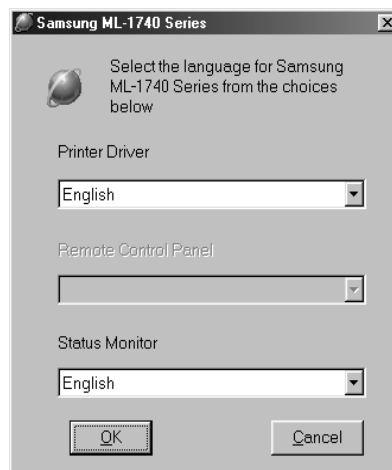 Samsung ML-1740 Series
Select the language for Samsung
ML-1740 Series from the choices
below
Printer Driver
English
Remote Control Panel
Status Monitor
English
OK
Cancel